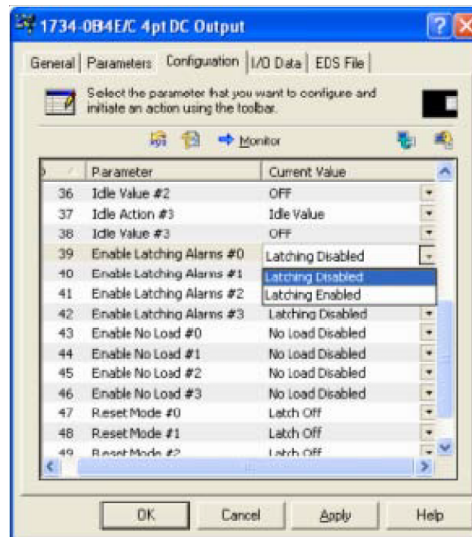 1734-OB4E/C 4pt DC Output
General Parameters Configuration I/O Data EDS File
Select the parameter that you want to configure and
initiate an action using the toolbar.
Monitor
Parameter Current Value
36 Idle Value #2 OFF
37 Idle Action #3 Idle Value
38 Idle Value #3 OFF
39 Enable Latching Alarms #0 Latching Disabled
40 Enable Latching Alarms #1 Latching Disabled
41 Enable Latching Alarms #2 Latching Enabled
42 Enable Latching Alarms #3 Latching Disabled
43 Enable No Load #0 No Load Disabled
44 Enable No Load #1 No Load Disabled
45 Enable No Load #2 No Load Disabled
46 Enable No Load #3 No Load Disabled
47 Reset Mode #0 Latch Off
48 Reset Mode #1 Latch Off
49 Reset Mode #2 Latch Off
OK Cancel Apply Help